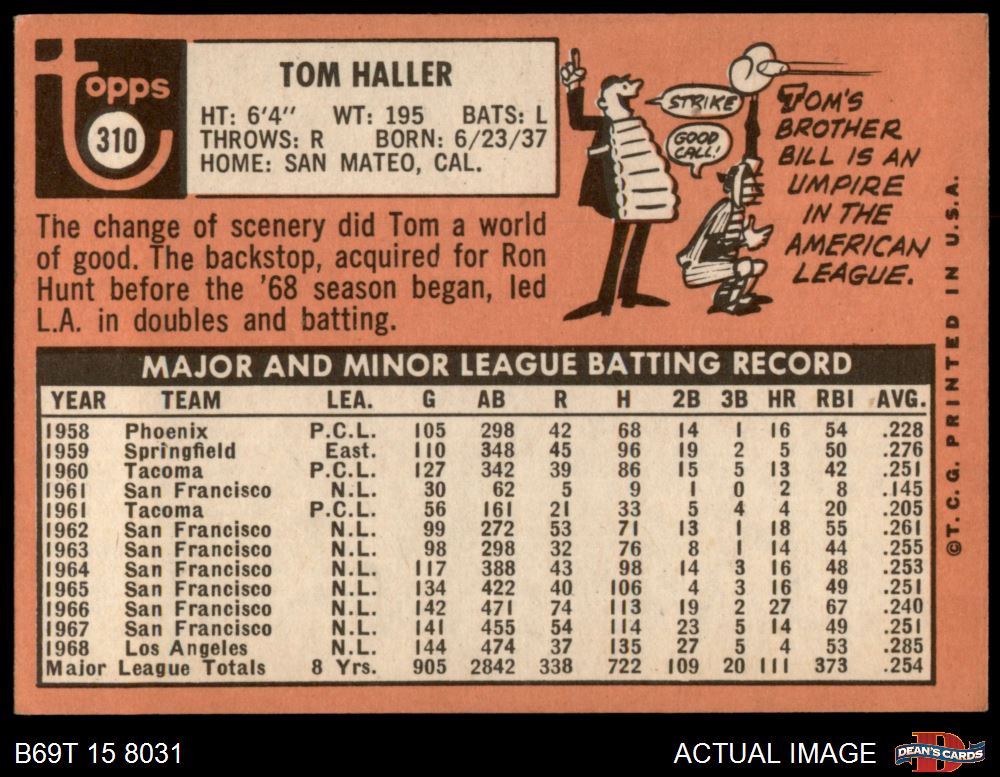 Topps
310
TOM HALLER
HT: 6'4" WT: 195 BATS: L
THROWS: R BORN: 6/23/37
HOME: SAN MATEO, CAL.
STRIKE
GOOD
CALL!
TOM'S
BROTHER
BILL IS AN
UMPIRE
IN THE
AMERICAN
LEAGUE.
The change of scenery did Tom a world
of good. The backstop, acquired for Ron
Hunt before the '68 season began, led
L.A. in doubles and batting.
MAJOR AND MINOR LEAGUE BATTING RECORD
YEAR TEAM LEA. G AB R H 2B 3B HR RBI AVG.
1958 Phoenix P.C.L. 105 298 42 68 14 1 16 54 .228
1959 Springfield East. 110 348 45 96 19 2 5 50 .276
1960 Tacoma P.C.L. 127 342 39 86 15 5 13 42 .251
1961 San Francisco N.L. 30 62 5 9 1 0 2 8 .145
1961 Tacoma P.C.L. 56 161 21 33 5 4 4 20 .205
1962 San Francisco N.L. 99 272 53 71 13 1 18 55 .261
1963 San Francisco N.L. 98 298 32 76 8 1 14 44 .255
1964 San Francisco N.L. 117 388 43 98 14 3 16 48 .253
1965 San Francisco N.L. 134 422 40 106 4 3 16 49 .251
1966 San Francisco N.L. 142 471 74 113 19 2 27 67 .240
1967 San Francisco N.L. 141 455 54 114 23 5 14 49 .251
1968 Los Angeles N.L. 144 474 37 135 27 5 4 53 .285
Major League Totals 8 Yrs. 905 2842 338 722 109 20 111 373 .254
©T.C.G. PRINTED IN U.S.A.
B69T 15 8031
ACTUAL IMAGE
D
DEAN'S CARDS